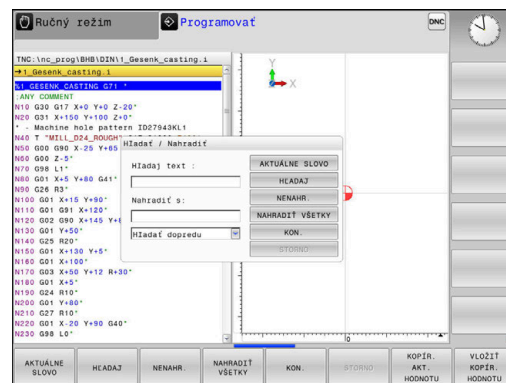 Ručný režim
Programovať
DNC
TNC:\nc_prog\BHB\DIN\1_Gesenk_casting.i
→1_Gesenk_casting.i
%1_GESENK_CASTING G71 *
;ANY COMMENT
N10 G30 G17 X+0 Y+0 Z-20*
N20 G31 X+150 Y+100 Z+0*
* - Machine hole pattern ID27943KL1
N40 T "MILL_D24_ROUGH"
N50 G00 G90 X-25 Y+65
N60 G00 Z-5*
N70 G98 L1*
N80 G01 X+5 Y+80 G41*
N90 G26 R3*
N100 G01 X+15 Y+90*
N110 G01 G91 X+120*
N120 G02 G90 X+145 Y+
N130 G01 Y+50*
N140 G25 R20*
N150 G01 X+130 Y+5*
N160 G01 X+100*
N170 G03 X+50 Y+12 R+30*
N180 G01 X+5*
N190 G24 R10*
N200 G01 Y+80*
N210 G27 R10*
N220 G01 X-20 Y+90 G40*
N230 G98 L0*
Y
X
0
Hľadať / Nahradiť
Hľadaj text :
Nahradiť s:
Hľadať dopredu
AKTUÁLNE SLOVO
HĽADAJ
NENAHR.
NAHRADIŤ VŠETKY
KON.
STORNO
AKTUÁLNE SLOVO
HĽADAJ
NENAHR.
NAHRADIŤ VŠETKY
KON.
STORNO
KOPÍR. AKT. HODNOTU
VLOŽIŤ KOPÍR. HODNOTU